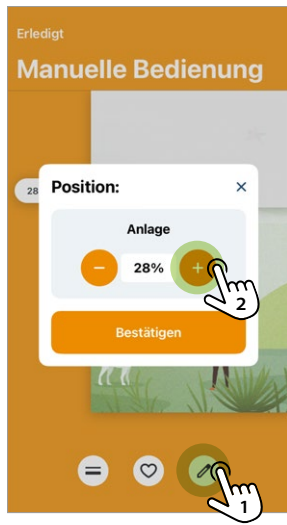 Erledigt
Manuelle Bedienung
28
Position:
×
Anlage
−
28%
+
2
Bestätigen
1